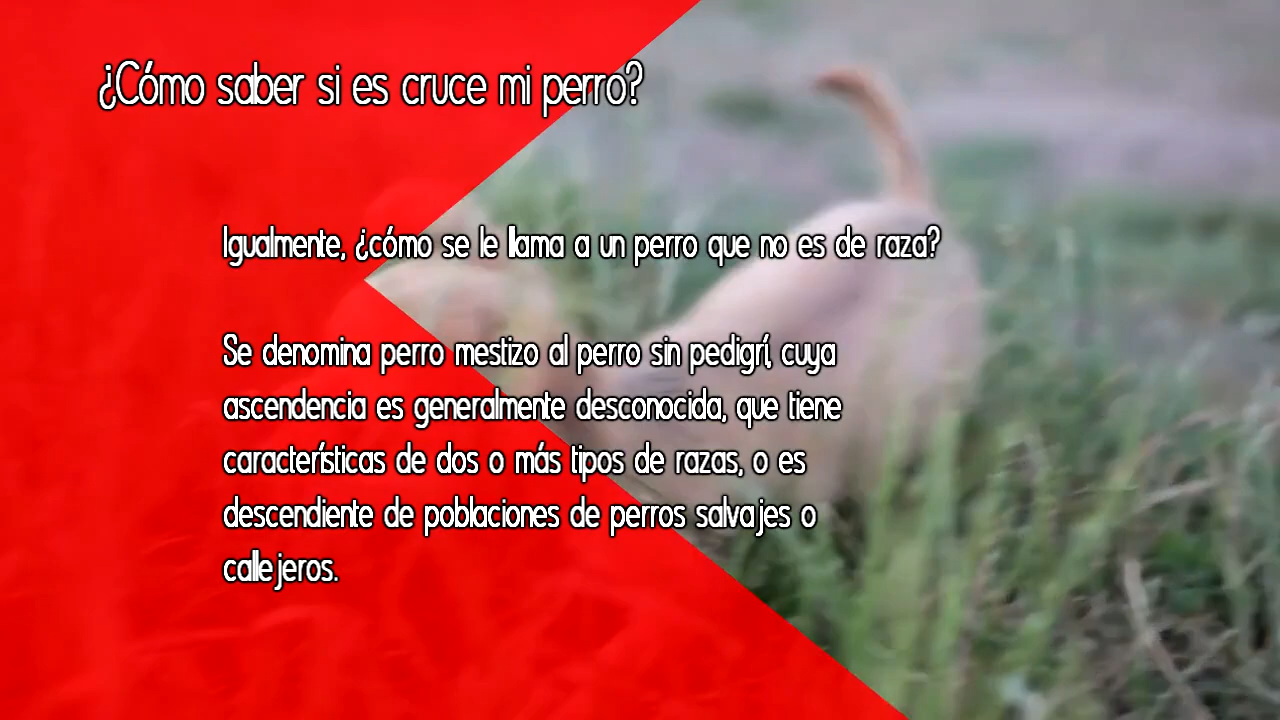 ¿Cómo saber si es cruce mi perro?
Igualmente, ¿cómo se le llama a un perro que no es de raza?
Se denomina perro mestizo al perro sin pedigrí, cuya
ascendencia es generalmente desconocida, que tiene
características de dos o más tipos de razas, o es
descendiente de poblaciones de perros salvajes o
callejeros.